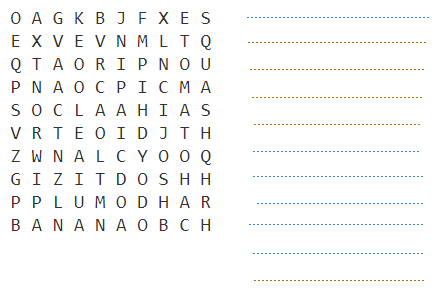 O A G K B J F X E S
E X V E V N M L T Q
Q T A O R I P N O U
P N A O C P I C M A
S O C L A A H I A S
V R T E O I D J T H
Z W N A L C Y O O Q
G I Z I T D O S H H
P P L U M O D H A R
B A N A N A O B C H